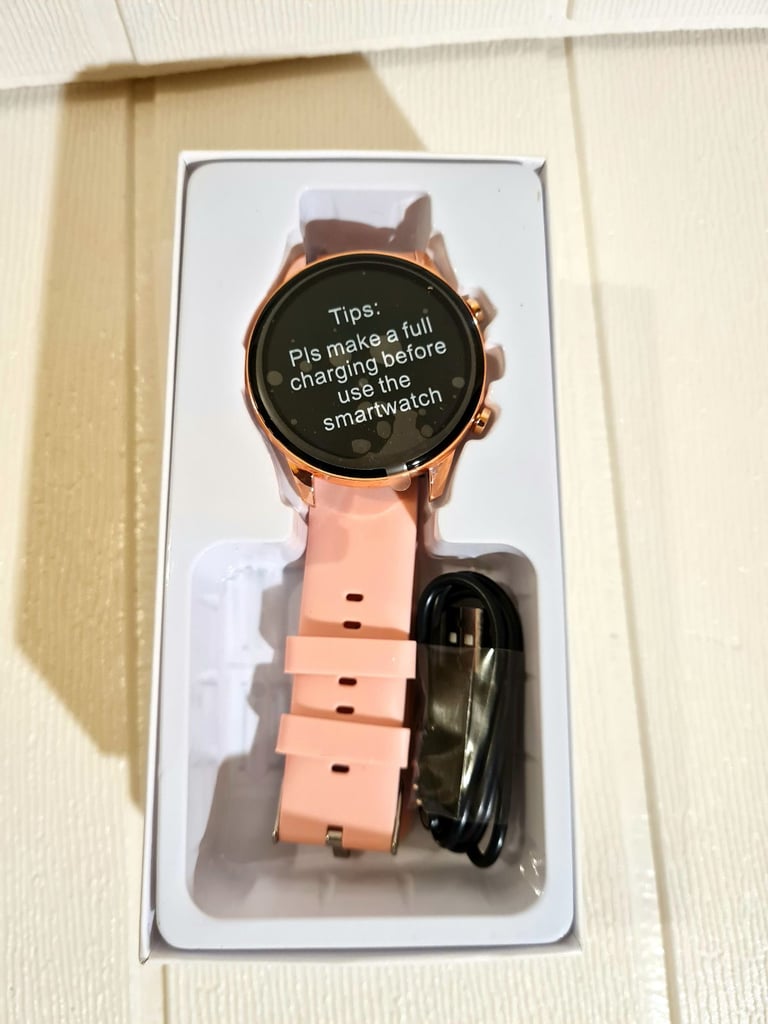 Tips:
Pls make a full
charging before
use the
smartwatch